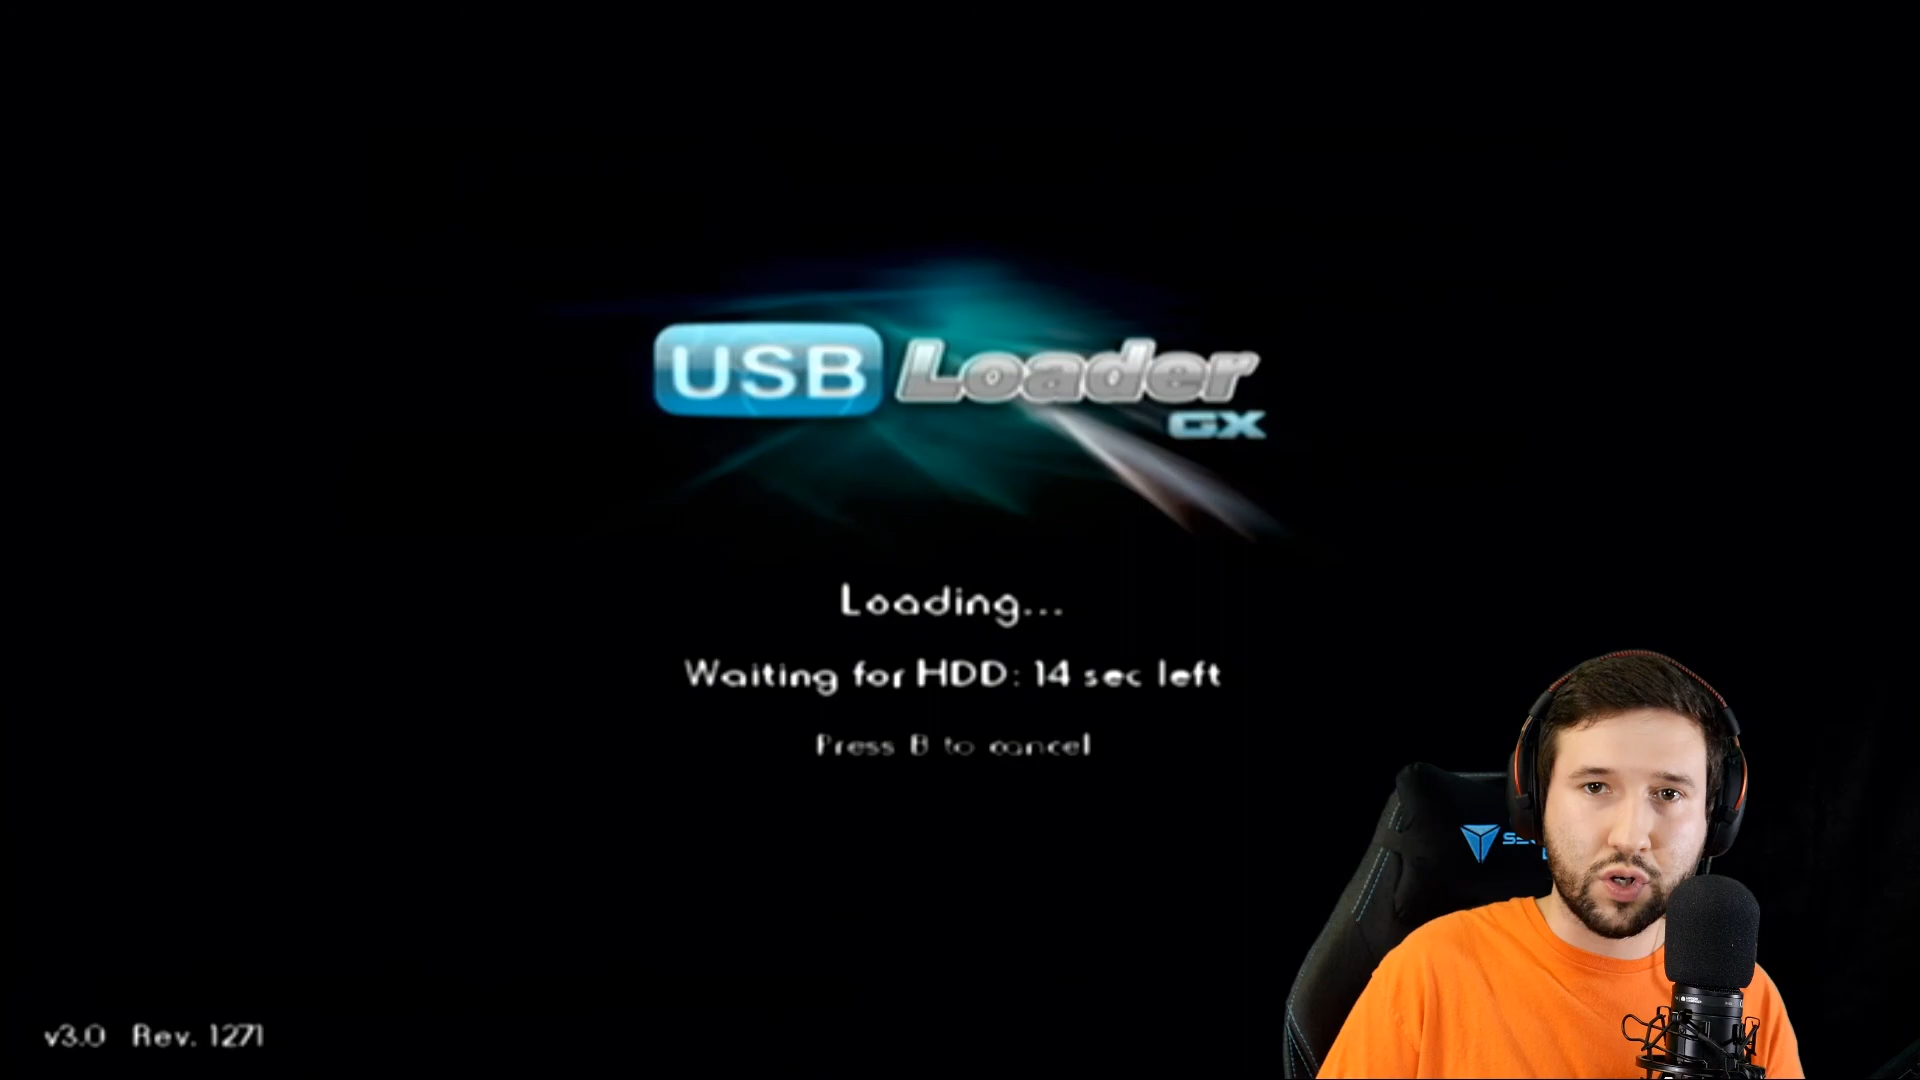 USB Loader
GX
Loading...
Waiting for HDD: 14 sec left
Press B to cancel
v3.0 Rev. 1271